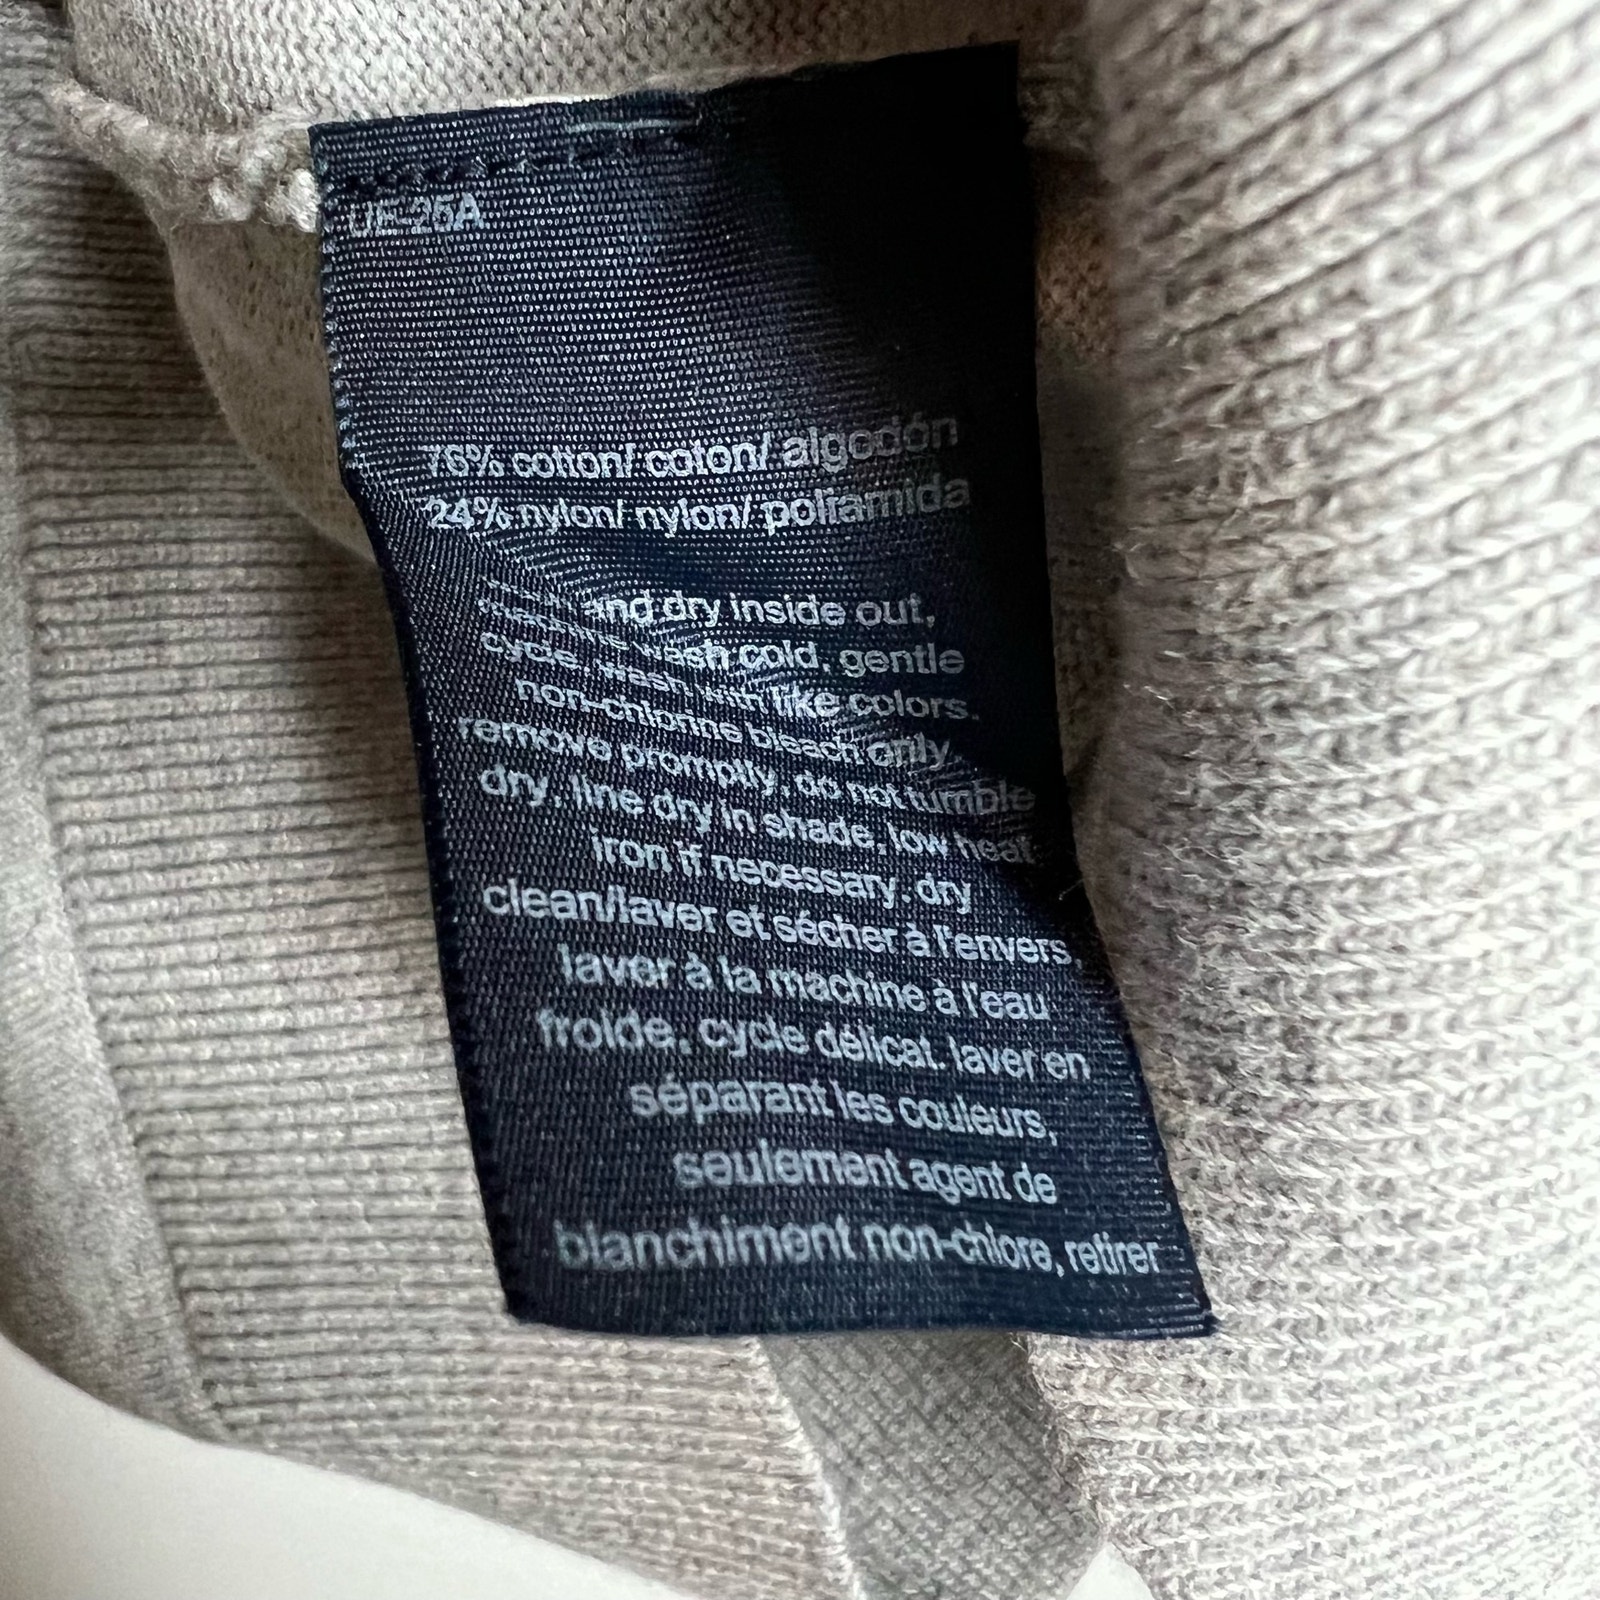 76% cotton/ coton/ algodón
24% nylon/ nylon/ poliamida
and dry inside out,
wash cold, gentle
cycle. wash with like colors.
non-chlorine bleach only,
remove promptly, do not tumble
dry, line dry in shade, low heat
iron if necessary. dry
clean/laver et sécher à l'envers,
laver à la machine à l'eau
froide, cycle délicat. laver en
séparant les couleurs,
seulement agent de
blanchiment non-chlore, retirer